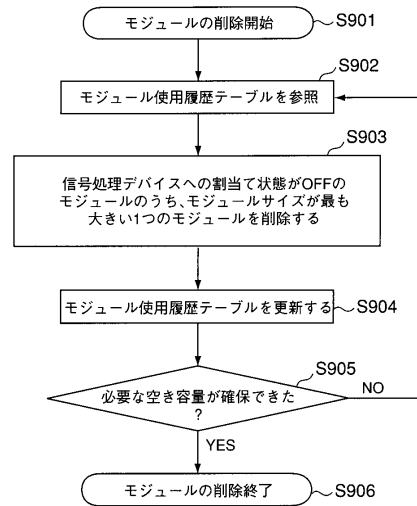 モジュールの削除開始
S901
S902
モジュール使用履歴テーブルを参照
S903
信号処理デバイスへの割当て状態がOFFの
モジュールのうち、モジュールサイズが最も
大きい1つのモジュールを削除する
モジュール使用履歴テーブルを更新する
S904
S905
必要な空き容量が確保できた
?
NO
YES
モジュールの削除終了
S906